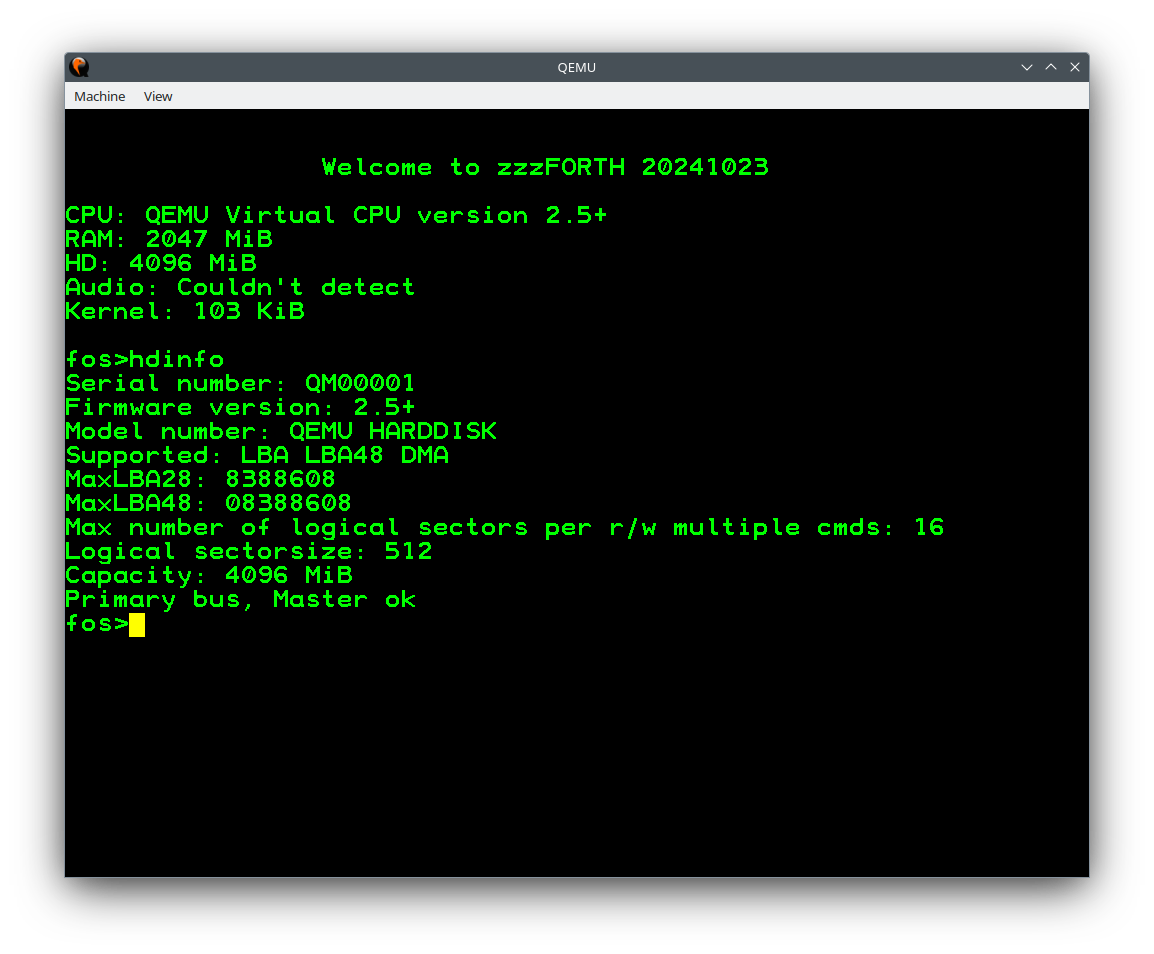 QEMU
Machine View
Welcome to zzzFORTH 20241023
CPU: QEMU Virtual CPU version 2.5+
RAM: 2047 MiB
HD: 4096 MiB
Audio: Couldn't detect
Kernel: 103 KiB
fos>hdinfo
Serial number: QM00001
Firmware version: 2.5+
Model number: QEMU HARDDISK
Supported: LBA LBA48 DMA
MaxLBA28: 8388608
MaxLBA48: 08388608
Max number of logical sectors per r/w multiple cmds: 16
Logical sectorsize: 512
Capacity: 4096 MiB
Primary bus, Master ok
fos>